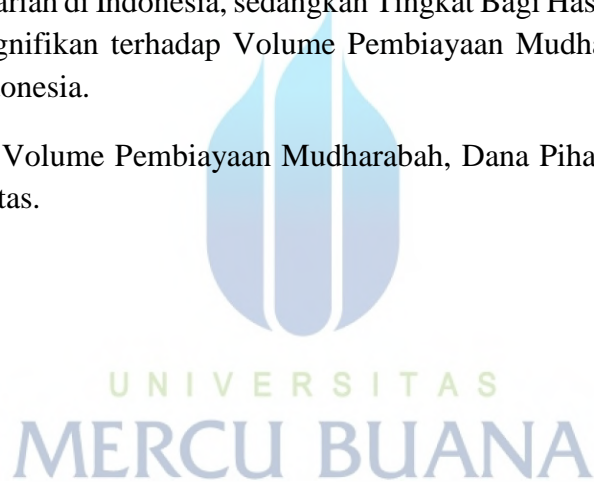 arian di Indonesia, sedangkan Tingkat Bagi Has
gnifikan terhadap Volume Pembiayaan Mudha
onesia.
Volume Pembiayaan Mudharabah, Dana Piha
tas.
UNIVERSITAS
MERCU BUANA